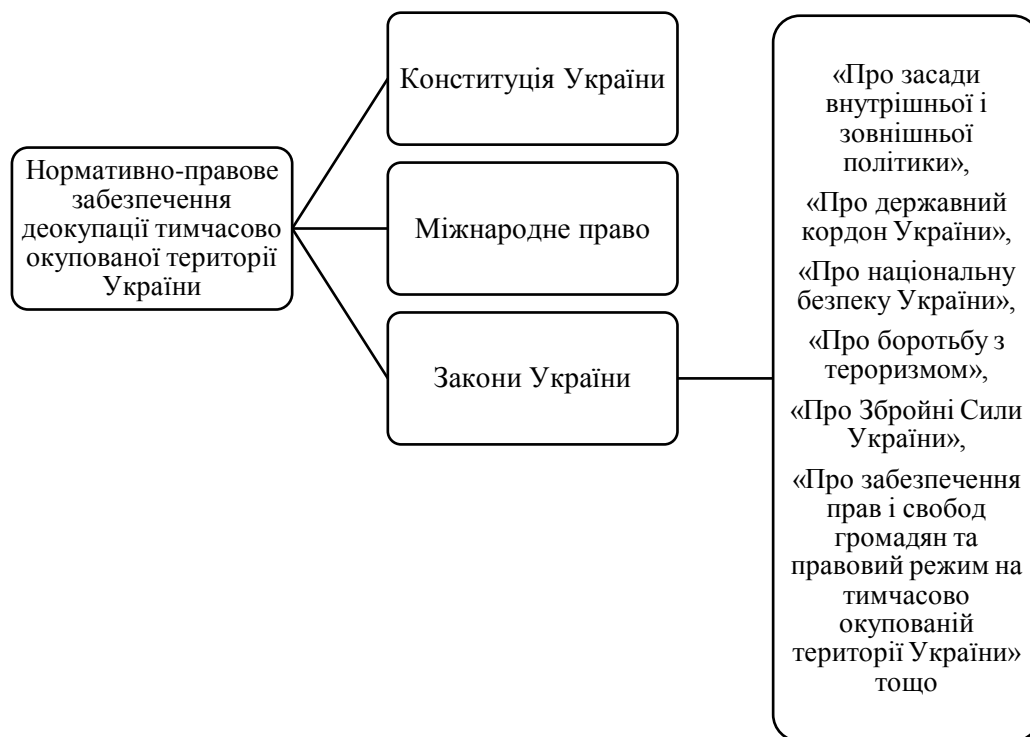 Нормативно-правове
забезпечення
деокупації тимчасово
окупованої території
України
Конституція України
Міжнародне право
Закони України
«Про засади
внутрішньої і
зовнішньої
політики»,
«Про державний
кордон України»,
«Про національну
безпеку України»,
«Про боротьбу з
тероризмом»,
«Про Збройні Сили
України»,
«Про забезпечення
прав і свобод
громадян та
правовий режим на
тимчасово
окупованій
території України»
тощо